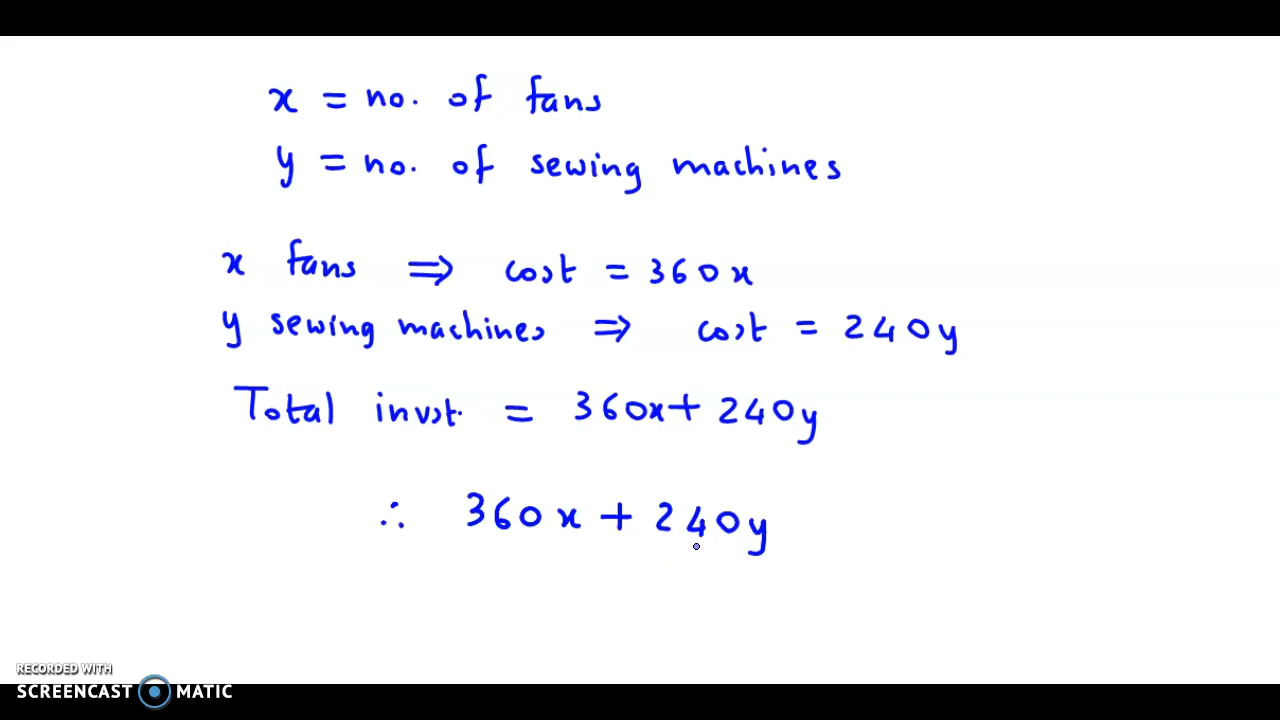 x = no. of fans
y = no. of sewing machines
x fans ⇒ cost = 360x
y sewing machines ⇒ cost = 240y
Total invst. = 360x + 240y
∴ 360x + 240y
RECORDED WITH
SCREENCAST MATIC